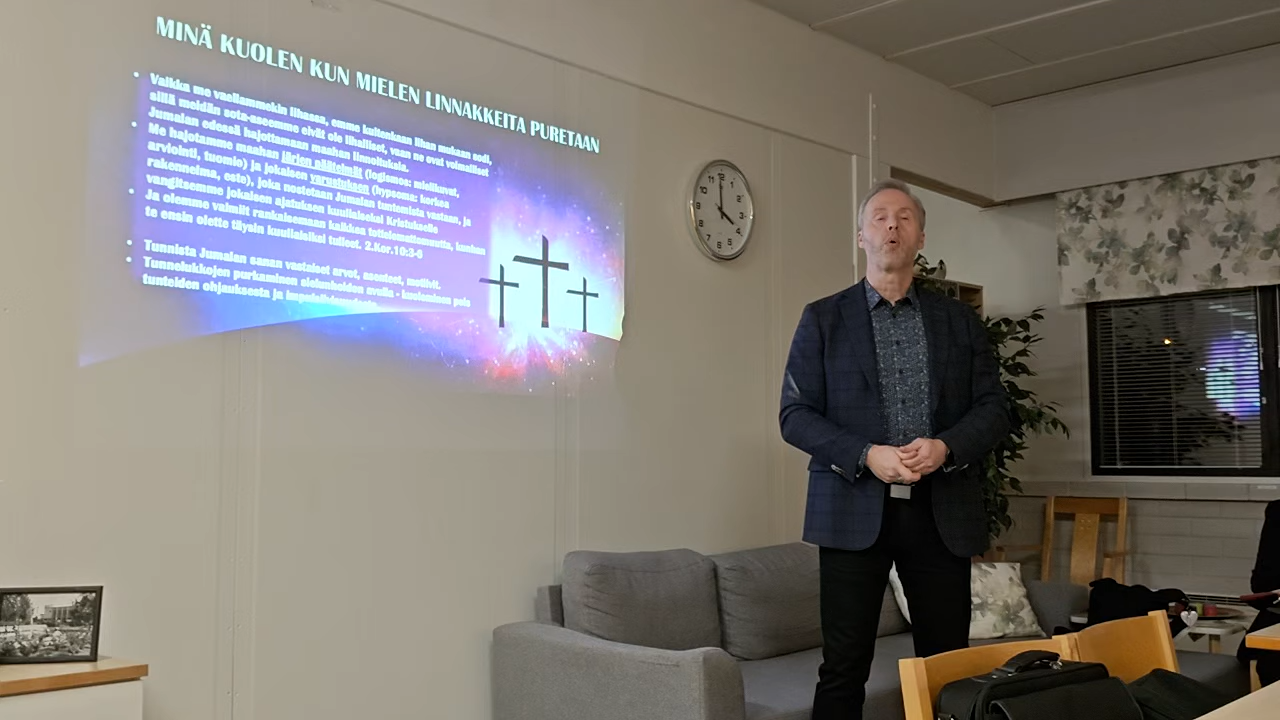 MINÄ KUOLEN KUN MIELEN LINNAKKEITA PURETAAN
• Vaikka me vaellammekin lihassa, emme kuitenkaan lihan mukaan sodi,
sillä meidän sota-aseemme eivät ole lihalliset, vaan ne ovat voimalliset
Jumalan edessä hajottamaan maahan linnoituksia.
• Me hajotamme maahan järjen päätelmät (logismos: mielikuvat,
arviointi, tuomio) ja jokaisen varustuksen (hypsoma: korkea
rakennelma, este), joka nostetaan Jumalan tuntemista vastaan, ja
vangitsemme jokaisen ajatuksen kuuliaiseksi Kristukselle
• Ja olemme valmiit rankaisemaan kaikkea tottelemattomuutta, kunhan
te ensin olette täysin kuuliaisiksi tulleet. 2.Kor.10:3-6
• Tunnista Jumalan sanan vastaiset arvot, asenteet, motiivit.
• Tunnelukkojen purkaminen sielunhoidon avulla - kuoleminen pois
tunteiden ohjauksesta ja